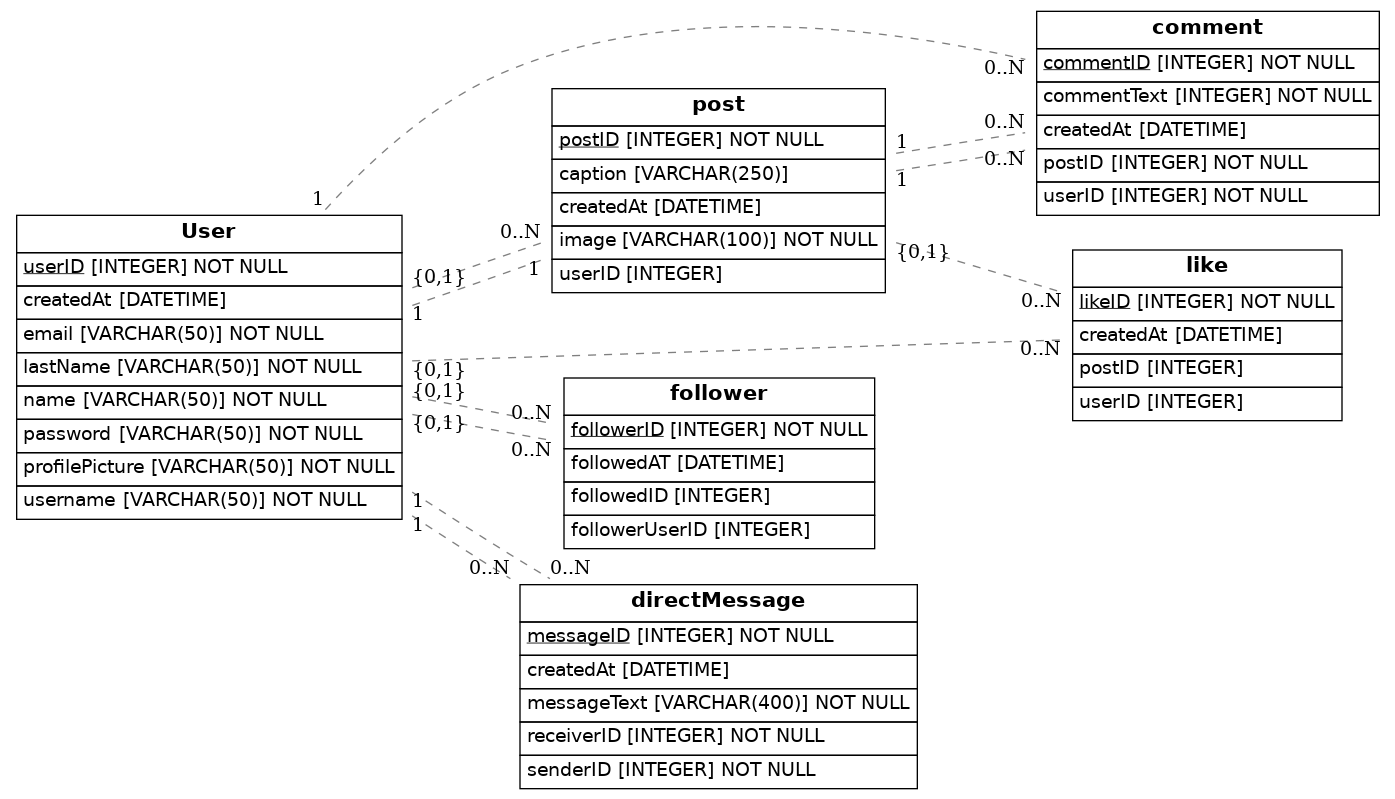 comment
commentID [INTEGER] NOT NULL
commentText [INTEGER] NOT NULL
createdAt [DATETIME]
postID [INTEGER] NOT NULL
userID [INTEGER] NOT NULL
0..N
0..N
0..N
post
postID [INTEGER] NOT NULL
caption [VARCHAR(250)]
createdAt [DATETIME]
image [VARCHAR(100)] NOT NULL
userID [INTEGER]
1
1
{0,1}
0..N
1
1
User
userID [INTEGER] NOT NULL
createdAt [DATETIME]
email [VARCHAR(50)] NOT NULL
lastName [VARCHAR(50)] NOT NULL
name [VARCHAR(50)] NOT NULL
password [VARCHAR(50)] NOT NULL
profilePicture [VARCHAR(50)] NOT NULL
username [VARCHAR(50)] NOT NULL
{0,1}
1
{0,1}
{0,1}
{0,1}
1
1
like
likeID [INTEGER] NOT NULL
createdAt [DATETIME]
postID [INTEGER]
userID [INTEGER]
0..N
0..N
follower
followerID [INTEGER] NOT NULL
followedAT [DATETIME]
followedID [INTEGER]
followerUserID [INTEGER]
0..N
0..N
0..N
0..N
directMessage
messageID [INTEGER] NOT NULL
createdAt [DATETIME]
messageText [VARCHAR(400)] NOT NULL
receiverID [INTEGER] NOT NULL
senderID [INTEGER] NOT NULL